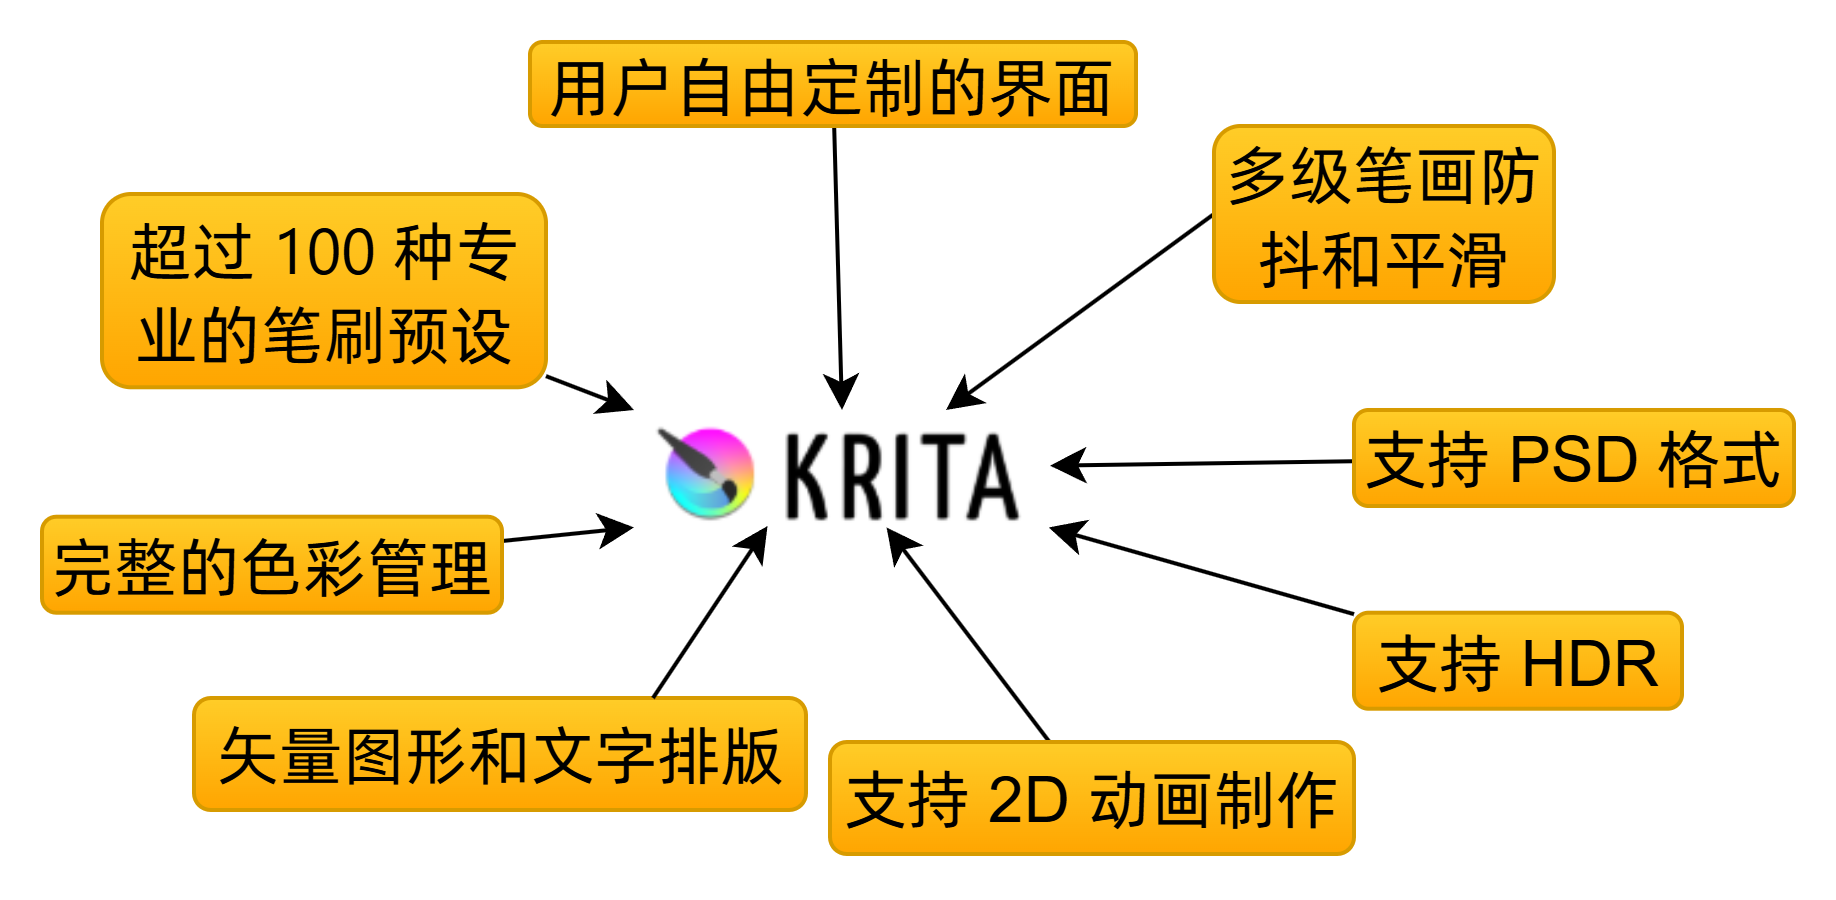 用户自由定制的界面
多级笔画防
抖和平滑
超过 100 种专
业的笔刷预设
KRITA
支持 PSD 格式
完整的色彩管理
支持 HDR
矢量图形和文字排版
支持 2D 动画制作